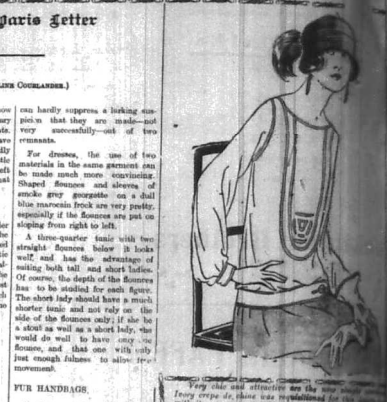 Paris Letter
COURLANDER.)
can hardly suppress a lurking sus-
picion that they are made—not
very successfully—out of two
remnants.
For dresses, the use of two
materials in the same garment can
be made much more convincing.
Shaped flounces and sleeves of
smoke grey georgette on a dull
blue marocain frock are very pretty,
especially if the flounces are put on
sloping from right to left.
A three-quarter tunic with two
straight flounces below it looks
well, and has the advantage of
suiting both tall and short ladies.
Of course, the depth of the flounces
has to be studied for each figure.
The short lady should have a much
shorter tunic and not rely on the
side of the flounces only; if she be
a stout as well as a short lady, she
would do well to have only one
flounce, and that one with only
just enough fulness to allow free
movement.
FUR HANDBAGS.
Very chic and attractive are the new
Ivory crepe de chine was requisitioned for